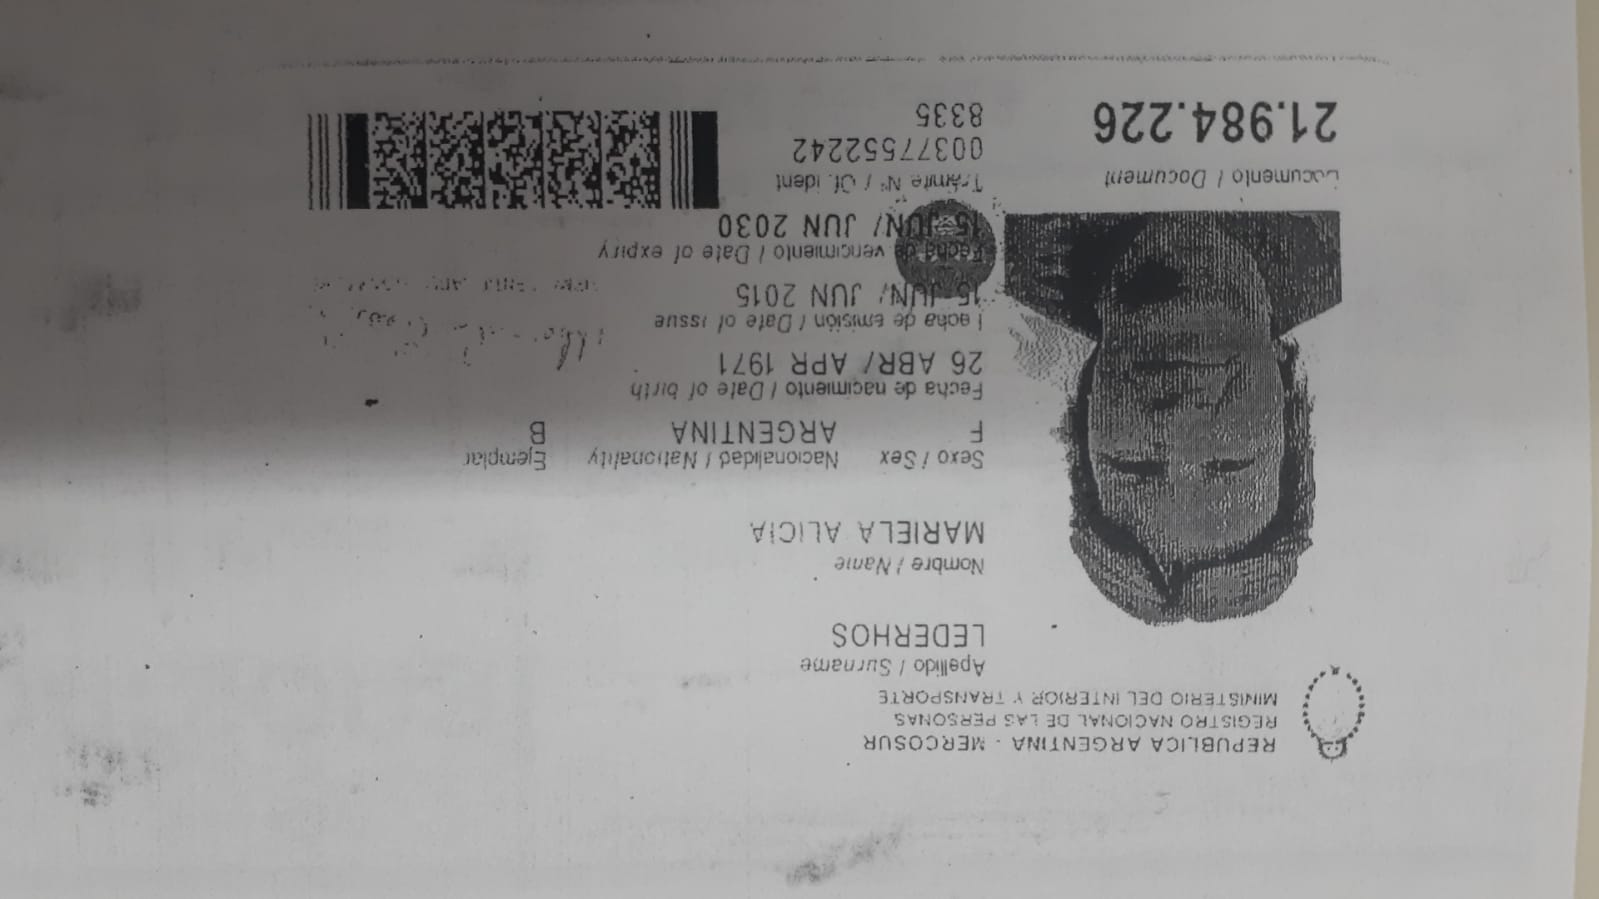 REPUBLICA ARGENTINA - MERCOSUR
REGISTRO NACIONAL DE LAS PERSONAS
MINISTERIO DEL INTERIOR Y TRANSPORTE
Apellido / Surname
LEDERHOS
Nombre / Name
MARIELA ALICIA
Sexo / Sex Nacionalidad / Nationality Ejemplar
F ARGENTINA B
Fecha de nacimiento / Date of birth
26 ABR/ APR 1971
Fecha de emisión / Date of issue
15 JUN/ JUN 2015
Fecha de vencimiento / Date of expiry
15 JUN/ JUN 2030
Trámite Nº / Of. ident
00377552242
8335
Documento / Document
21.984.226